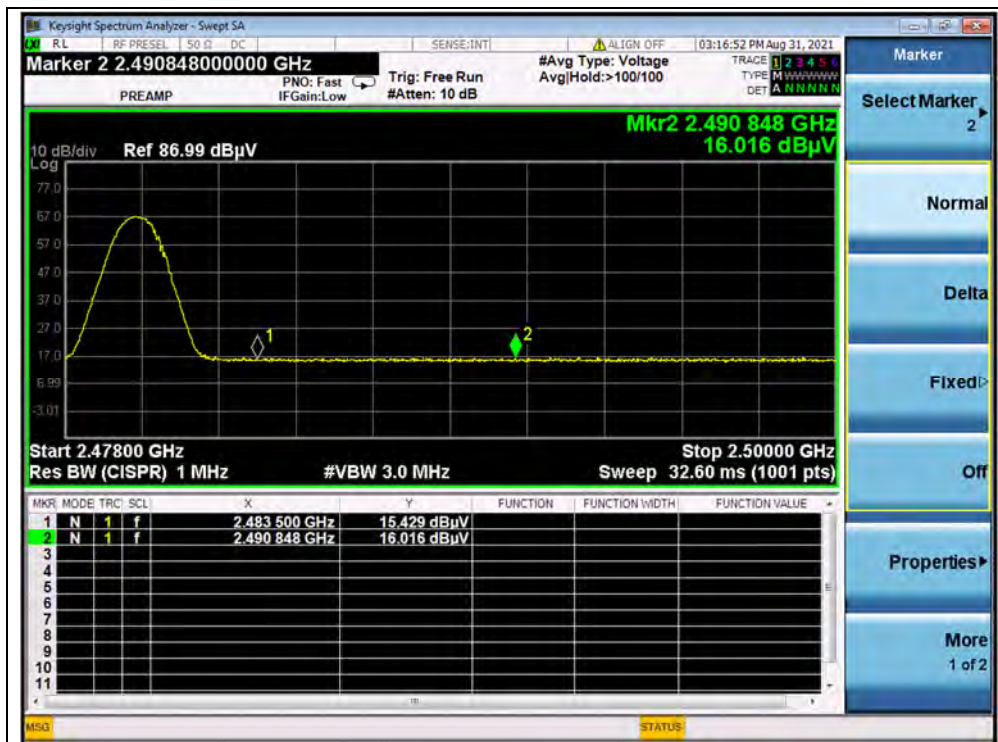 Keysight Spectrum Analyzer - Swept SA
LXI RL RF PRESEL 50 Ω DC SENSE:INT ALIGN OFF 03:16:52 PM Aug 31, 2021
Marker 2 2.490848000000 GHz
PREAMP
PNO: Fast
IFGain:Low
Trig: Free Run
#Atten: 10 dB
#Avg Type: Voltage
Avg|Hold:>100/100
TRACE 1 2 3 4 5 6
TYPE M WWWWW
DET A N N N N N
Mkr2 2.490 848 GHz
16.016 dBµV
10 dB/div Ref 86.99 dBµV
Log
77.0
67.0
57.0
47.0
37.0
27.0
17.0
6.99
-3.01
1
2
Start 2.47800 GHz Stop 2.50000 GHz
Res BW (CISPR) 1 MHz #VBW 3.0 MHz Sweep 32.60 ms (1001 pts)
MKR MODE TRC SCL X Y FUNCTION FUNCTION WIDTH FUNCTION VALUE
1 N 1 f 2.483 500 GHz 15.429 dBµV
2 N 1 f 2.490 848 GHz 16.016 dBµV
3
4
5
6
7
8
9
10
11
MSG STATUS
Marker
Select Marker
2
Normal
Delta
Fixed
Off
Properties
More
1 of 2